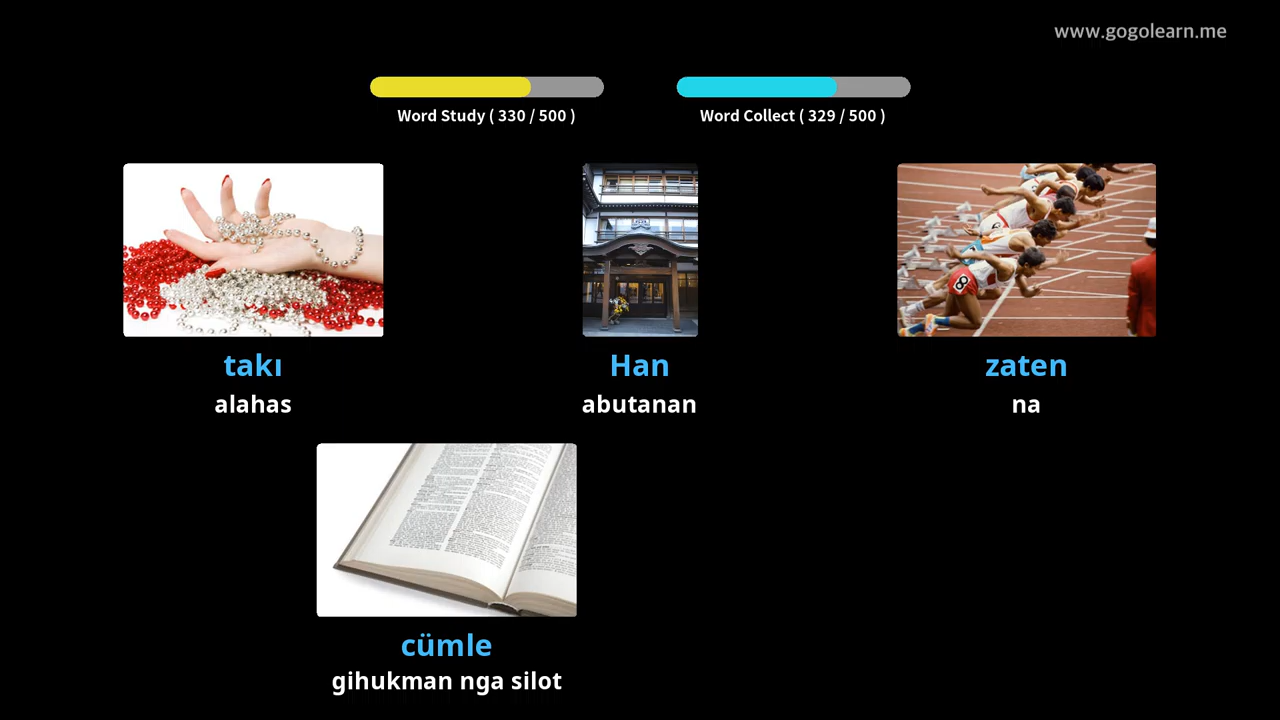 www.gogolearn.me
Word Study ( 330 / 500 )
Word Collect ( 329 / 500 )
takı
alahas
Han
abutanan
zaten
na
cümle
gihukman nga silot